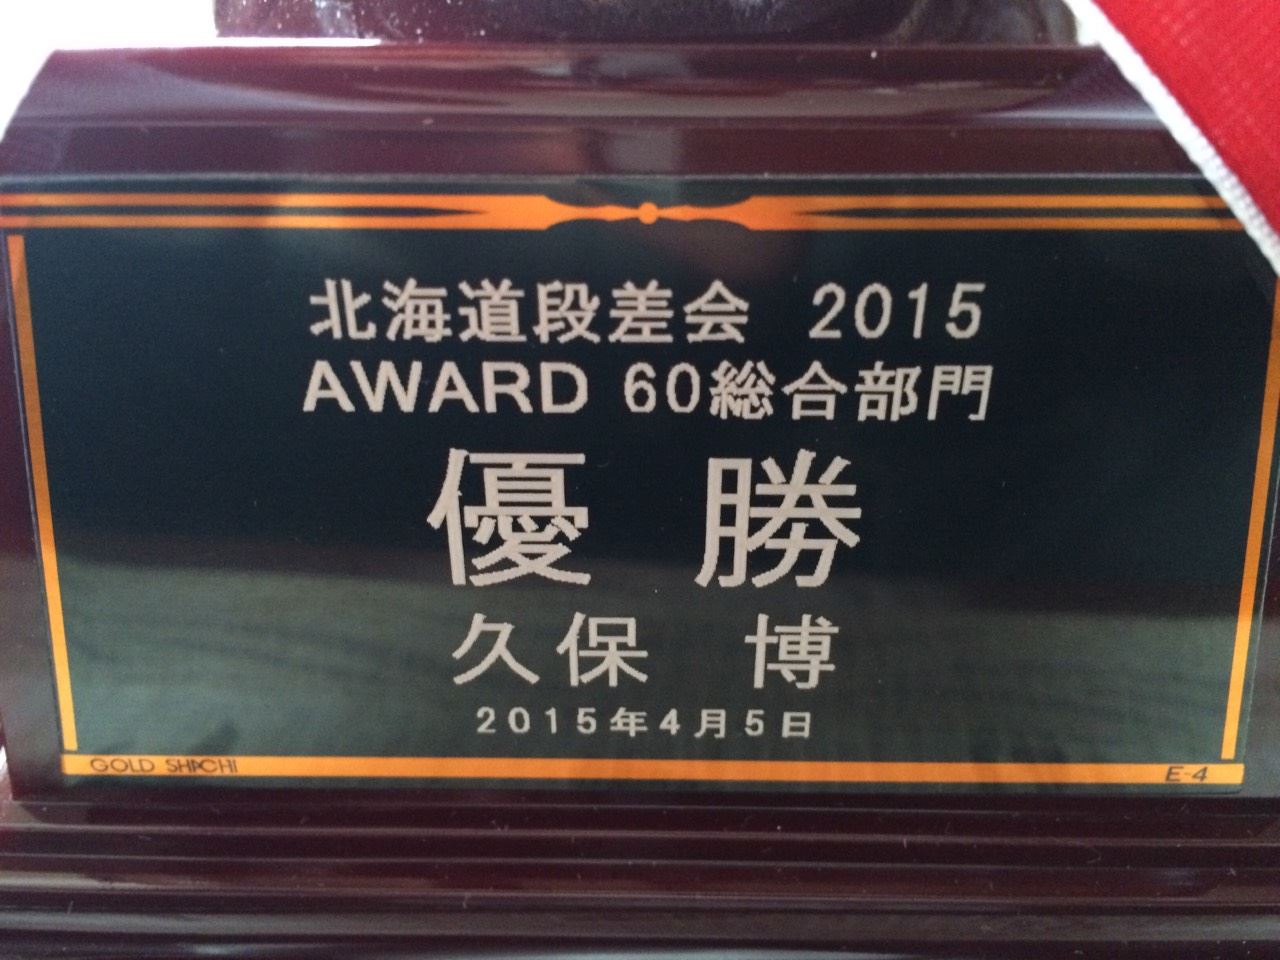 北海道段差会　2015
AWARD 60総合部門
優　勝
久保　博
2015年4月5日
GOLD SHACHI
E-4